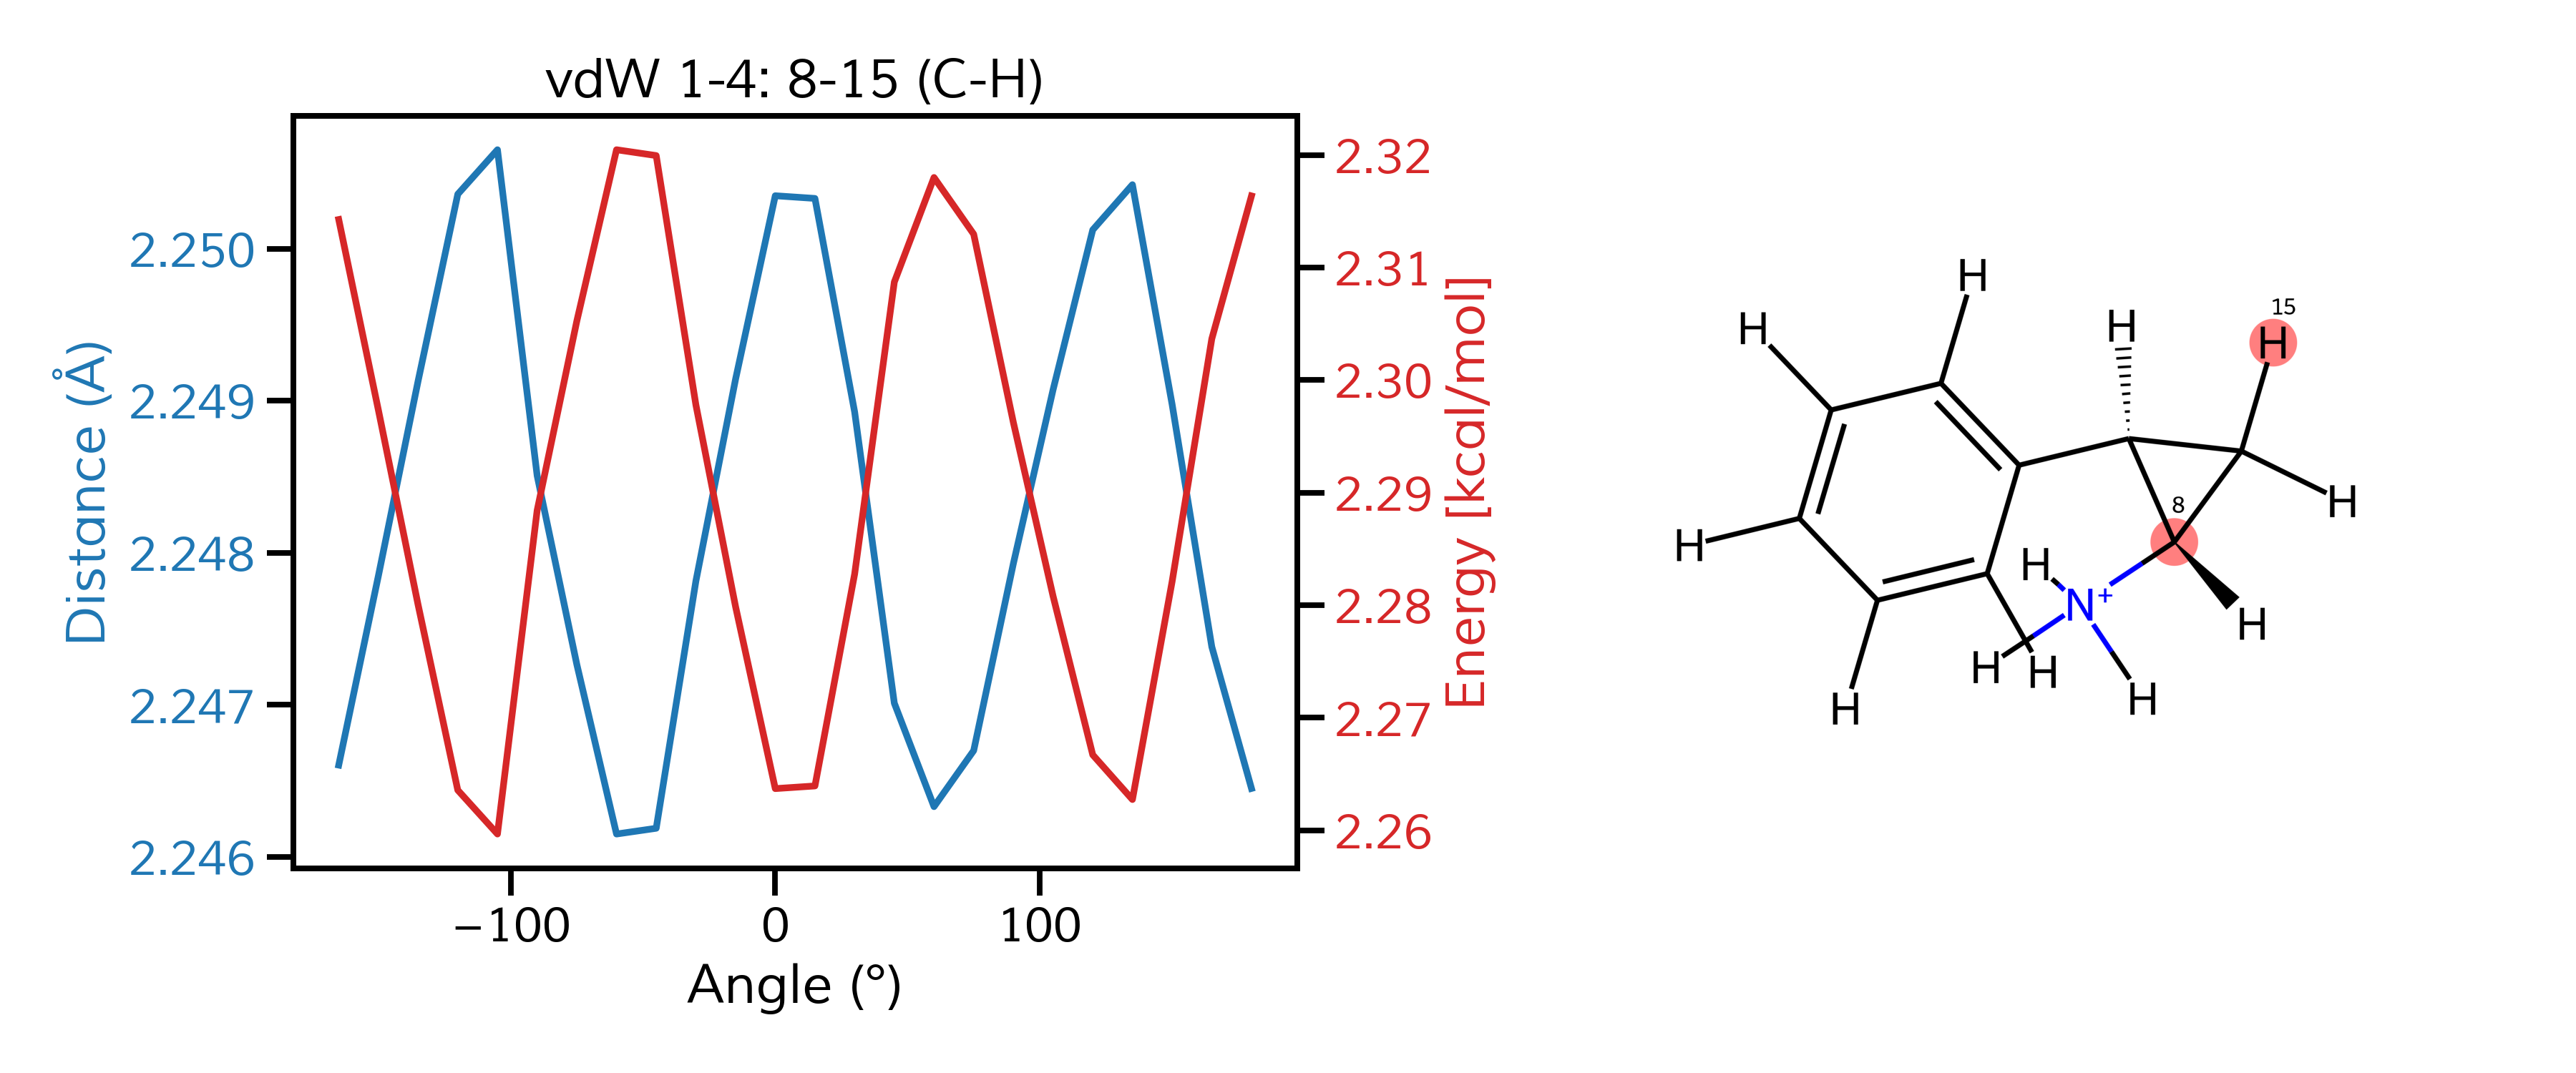 vdW 1-4: 8-15 (C-H)
Distance (Å)
2.250
2.249
2.248
2.247
2.246
2.32
2.31
2.30
2.29
2.28
2.27
2.26
Energy [kcal/mol]
−100 0 100
Angle (°)
H
15
H H H H
H
8
H H
N+
H
H H H
H